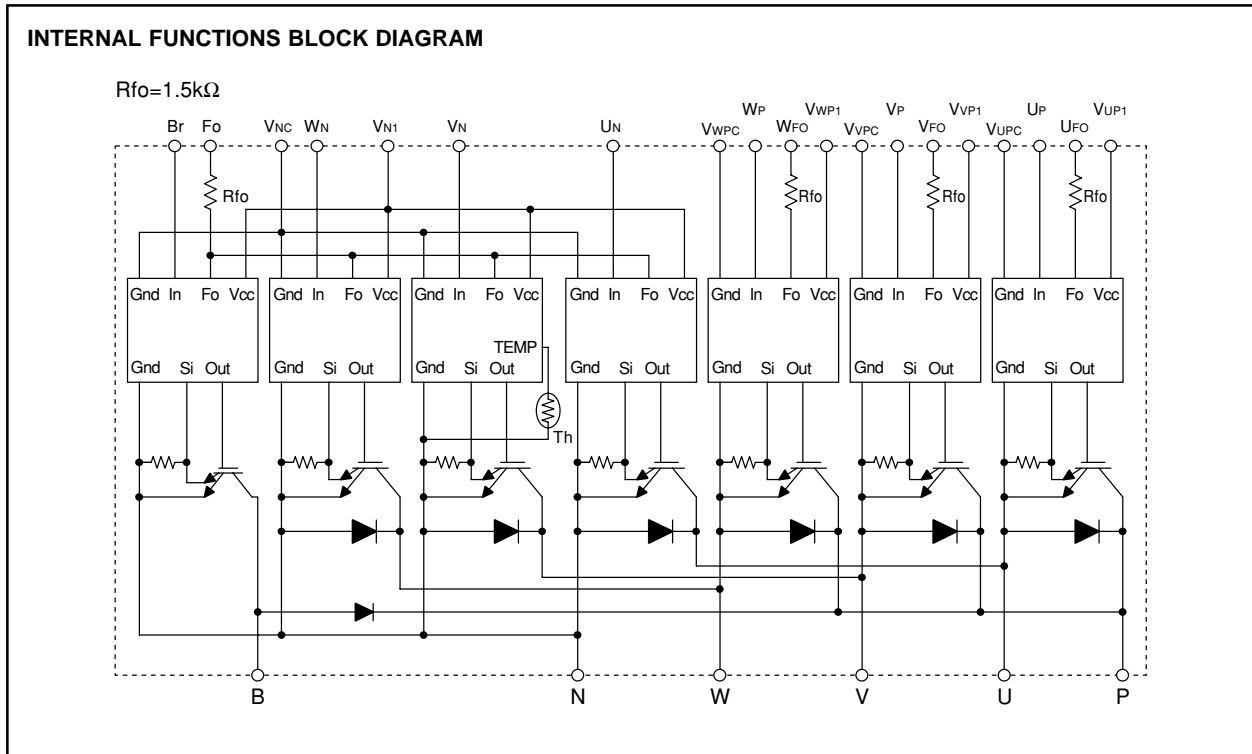 INTERNAL FUNCTIONS BLOCK DIAGRAM
Rfo=1.5kΩ
Br Fo VNC WN VN1 VN UN VWPC WP WFO VWP1 VVPC VP VFO VVP1 VUPC UP UFO VUP1
Rfo Rfo Rfo Rfo
Gnd In Fo Vcc Gnd In Fo Vcc Gnd In Fo Vcc Gnd In Fo Vcc Gnd In Fo Vcc Gnd In Fo Vcc Gnd In Fo Vcc
TEMP
Gnd Si Out Gnd Si Out Gnd Si Out Gnd Si Out Gnd Si Out Gnd Si Out Gnd Si Out
Th
B N W V U P